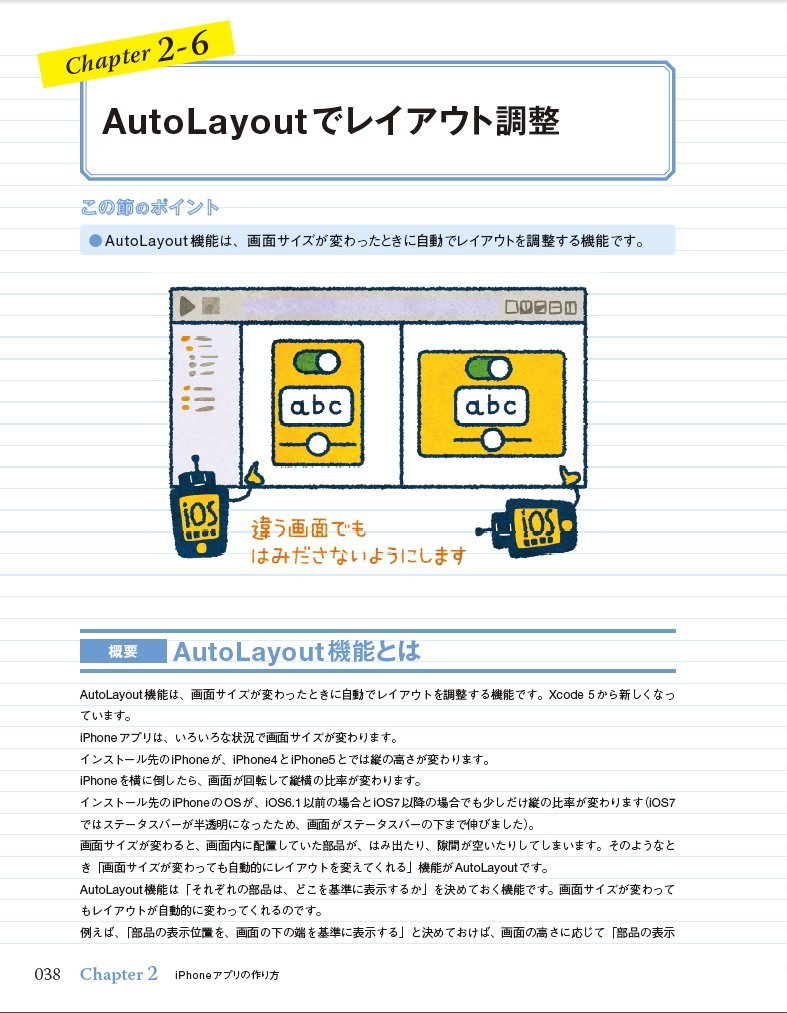 Chapter 2-6
AutoLayoutでレイアウト調整
この節のポイント
●AutoLayout機能は、画面サイズが変わったときに自動でレイアウトを調整する機能です。
abc
abc
iOS
iOS
違う画面でも
はみださないようにします
概要 AutoLayout機能とは
AutoLayout機能は、画面サイズが変わったときに自動でレイアウトを調整する機能です。Xcode 5から新しくなっ
ています。
iPhoneアプリは、いろいろな状況で画面サイズが変わります。
インストール先のiPhoneが、iPhone4とiPhone5とでは縦の高さが変わります。
iPhoneを横に倒したら、画面が回転して縦横の比率が変わります。
インストール先のiPhoneのOSが、iOS6.1以前の場合とiOS7以降の場合でも少しだけ縦の比率が変わります（iOS7
ではステータスバーが半透明になったため、画面がステータスバーの下まで伸びました）。
画面サイズが変わると、画面内に配置していた部品が、はみ出たり、隙間が空いたりしてしまいます。そのようなと
き「画面サイズが変わっても自動的にレイアウトを変えてくれる」機能がAutoLayoutです。
AutoLayout機能は「それぞれの部品は、どこを基準に表示するか」を決めておく機能です。画面サイズが変わって
もレイアウトが自動的に変わってくれるのです。
例えば、「部品の表示位置を、画面の下の端を基準に表示する」と決めておけば、画面の高さに応じて「部品の表示
038 Chapter 2 iPhoneアプリの作り方